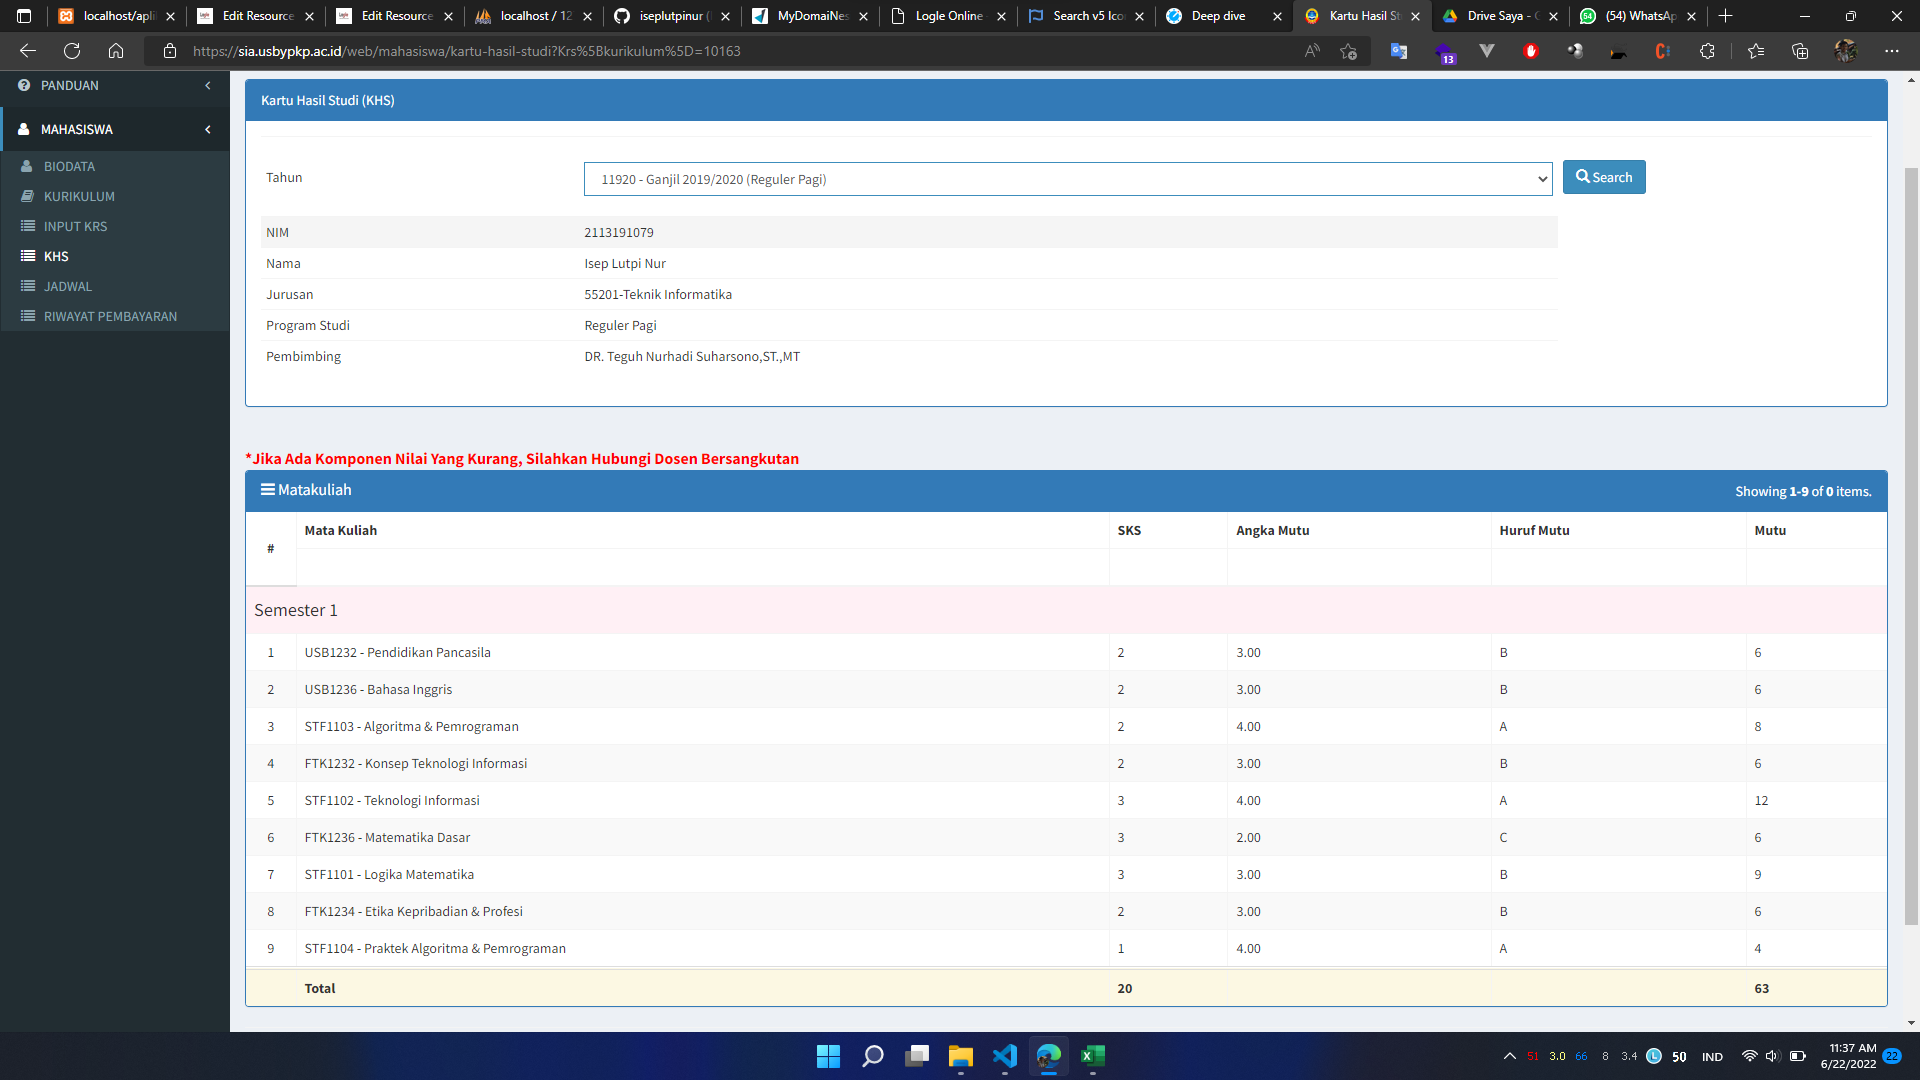 localhost/apli
Edit Resource
Edit Resource
localhost / 12
iseplutpinur (
MyDomaiNes
Logle Online
Search v5 Ico
Deep dive
Kartu Hasil St
Drive Saya - G
(54) WhatsAp
https://sia.usbypkp.ac.id/web/mahasiswa/kartu-hasil-studi?Krs%5Bkurikulum%5D=10163
13
PANDUAN
MAHASISWA
BIODATA
KURIKULUM
INPUT KRS
KHS
JADWAL
RIWAYAT PEMBAYARAN
Kartu Hasil Studi (KHS)
Tahun 11920 - Ganjil 2019/2020 (Reguler Pagi) Search
NIM 2113191079
Nama Isep Lutpi Nur
Jurusan 55201-Teknik Informatika
Program Studi Reguler Pagi
Pembimbing DR. Teguh Nurhadi Suharsono,ST.,MT
*Jika Ada Komponen Nilai Yang Kurang, Silahkan Hubungi Dosen Bersangkutan
Matakuliah Showing 1-9 of 0 items.
# Mata Kuliah SKS Angka Mutu Huruf Mutu Mutu
Semester 1
1 USB1232 - Pendidikan Pancasila 2 3.00 B 6
2 USB1236 - Bahasa Inggris 2 3.00 B 6
3 STF1103 - Algoritma & Pemrograman 2 4.00 A 8
4 FTK1232 - Konsep Teknologi Informasi 2 3.00 B 6
5 STF1102 - Teknologi Informasi 3 4.00 A 12
6 FTK1236 - Matematika Dasar 3 2.00 C 6
7 STF1101 - Logika Matematika 3 3.00 B 9
8 FTK1234 - Etika Kepribadian & Profesi 2 3.00 B 6
9 STF1104 - Praktek Algoritma & Pemrograman 1 4.00 A 4
Total 20 63
51 3.0 66 8 3.4 L 50 IND 11:37 AM 22
6/22/2022